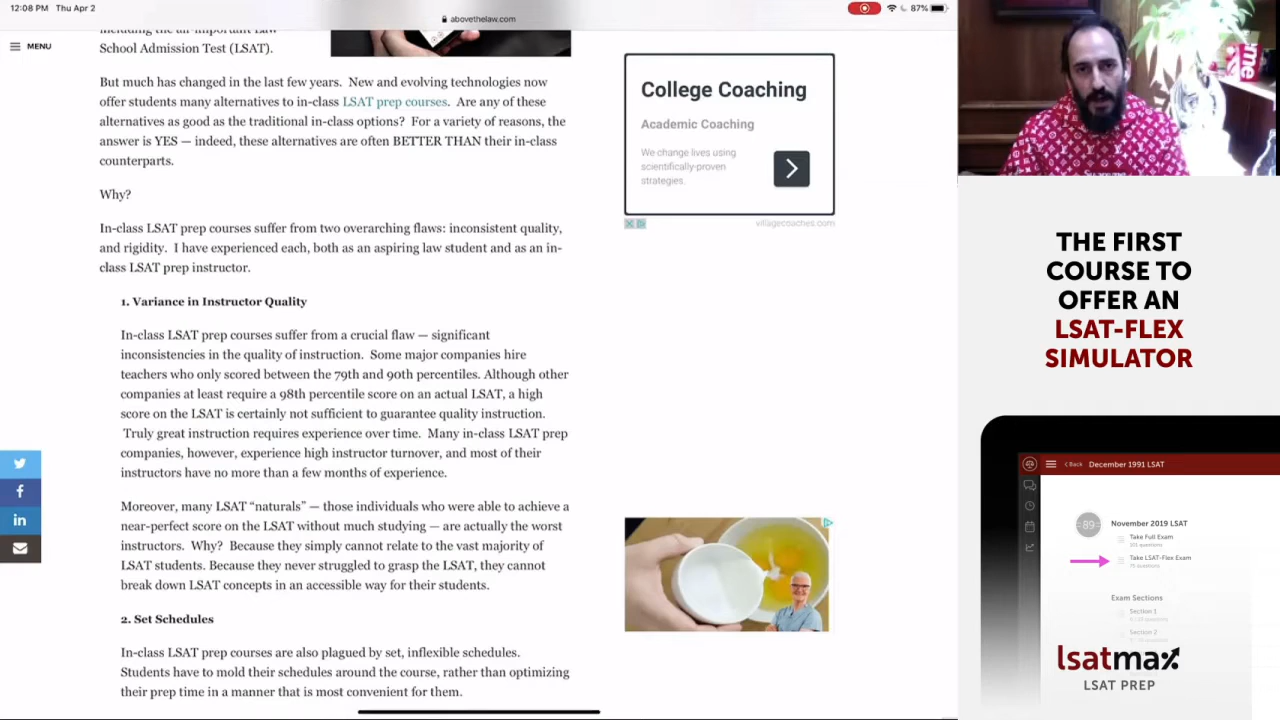 12:08 PM Thu Apr 2
abovethelaw.com
87%
MENU
School Admission Test (LSAT).
But much has changed in the last few years. New and evolving technologies now
offer students many alternatives to in-class LSAT prep courses. Are any of these
alternatives as good as the traditional in-class options? For a variety of reasons, the
answer is YES — indeed, these alternatives are often BETTER THAN their in-class
counterparts.
Why?
In-class LSAT prep courses suffer from two overarching flaws: inconsistent quality,
and rigidity. I have experienced each, both as an aspiring law student and as an in-
class LSAT prep instructor.
1. Variance in Instructor Quality
In-class LSAT prep courses suffer from a crucial flaw — significant
inconsistencies in the quality of instruction. Some major companies hire
teachers who only scored between the 79th and 90th percentiles. Although other
companies at least require a 98th percentile score on an actual LSAT, a high
score on the LSAT is certainly not sufficient to guarantee quality instruction.
Truly great instruction requires experience over time. Many in-class LSAT prep
companies, however, experience high instructor turnover, and most of their
instructors have no more than a few months of experience.
Moreover, many LSAT “naturals” — those individuals who were able to achieve a
near-perfect score on the LSAT without much studying — are actually the worst
instructors. Why? Because they simply cannot relate to the vast majority of
LSAT students. Because they never struggled to grasp the LSAT, they cannot
break down LSAT concepts in an accessible way for their students.
2. Set Schedules
In-class LSAT prep courses are also plagued by set, inflexible schedules.
Students have to mold their schedules around the course, rather than optimizing
their prep time in a manner that is most convenient for them.
College Coaching
Academic Coaching
We change lives using
scientifically-proven
strategies.
villagecoaches.com
THE FIRST
COURSE TO
OFFER AN
LSAT-FLEX
SIMULATOR
Back
December 1991 LSAT
89
November 2019 LSAT
Take Full Exam
101 questions
Take LSAT-Flex Exam
Exam Sections
Section 1
Section 2
lsatmax
LSAT PREP